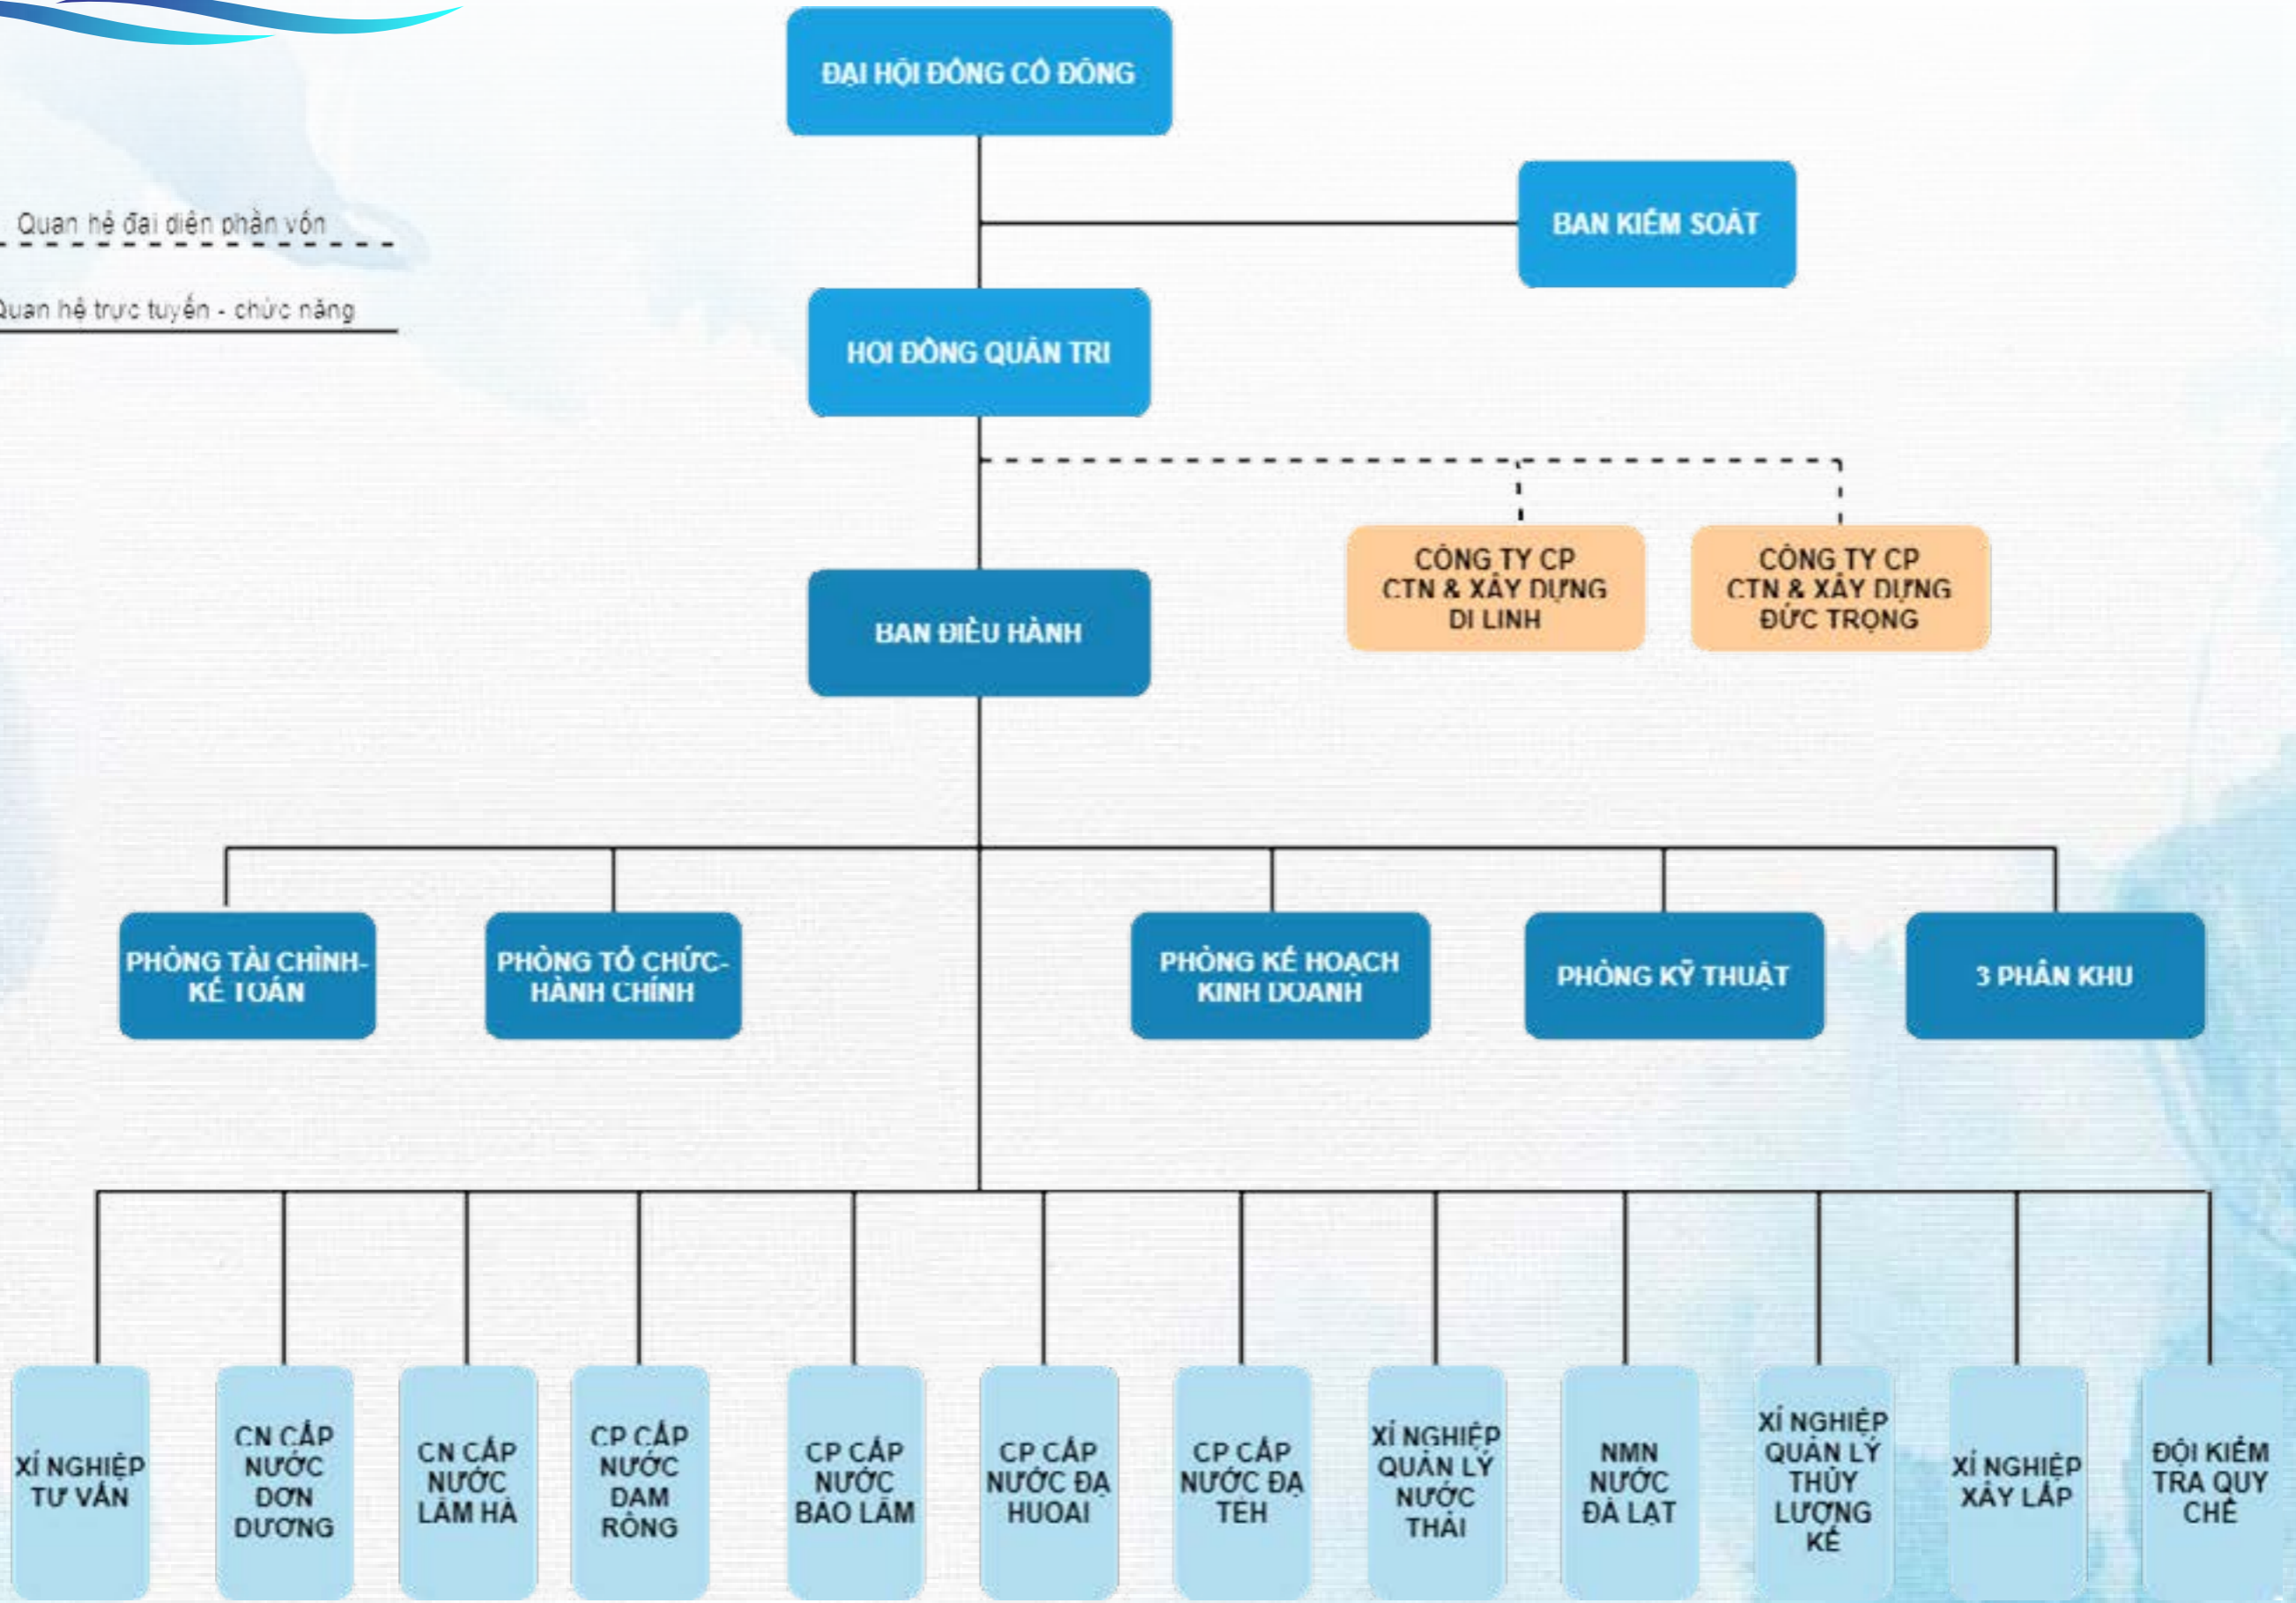 ĐẠI HỘI ĐỒNG CỔ ĐÔNG
Quan hệ đại diện phần vốn
BAN KIỂM SOÁT
Quan hệ trực tuyến - chức năng
HỘI ĐỒNG QUẢN TRỊ
CÔNG TY CP
CTN & XÂY DỰNG
DI LINH
CÔNG TY CP
CTN & XÂY DỰNG
ĐỨC TRỌNG
BAN ĐIỀU HÀNH
PHÒNG TÀI CHÍNH-
KẾ TOÁN
PHÒNG TỔ CHỨC-
HÀNH CHÍNH
PHÒNG KẾ HOẠCH
KINH DOANH
PHÒNG KỸ THUẬT
3 PHÂN KHU
XÍ NGHIỆP
TƯ VẤN
CN CẤP
NƯỚC
ĐƠN
DƯƠNG
CN CẤP
NƯỚC
LÂM HÀ
CP CẤP
NƯỚC
ĐAM
RÔNG
CP CẤP
NƯỚC
BẢO LÂM
CP CẤP
NƯỚC ĐẠ
HUOAI
CP CẤP
NƯỚC ĐẠ
TẺH
XÍ NGHIỆP
QUẢN LÝ
NƯỚC
THẢI
NMN
NƯỚC
ĐÀ LẠT
XÍ NGHIỆP
QUẢN LÝ
THỦY
LƯỢNG
KẾ
XÍ NGHIỆP
XÂY LẮP
ĐỘI KIỂM
TRA QUY
CHẾ